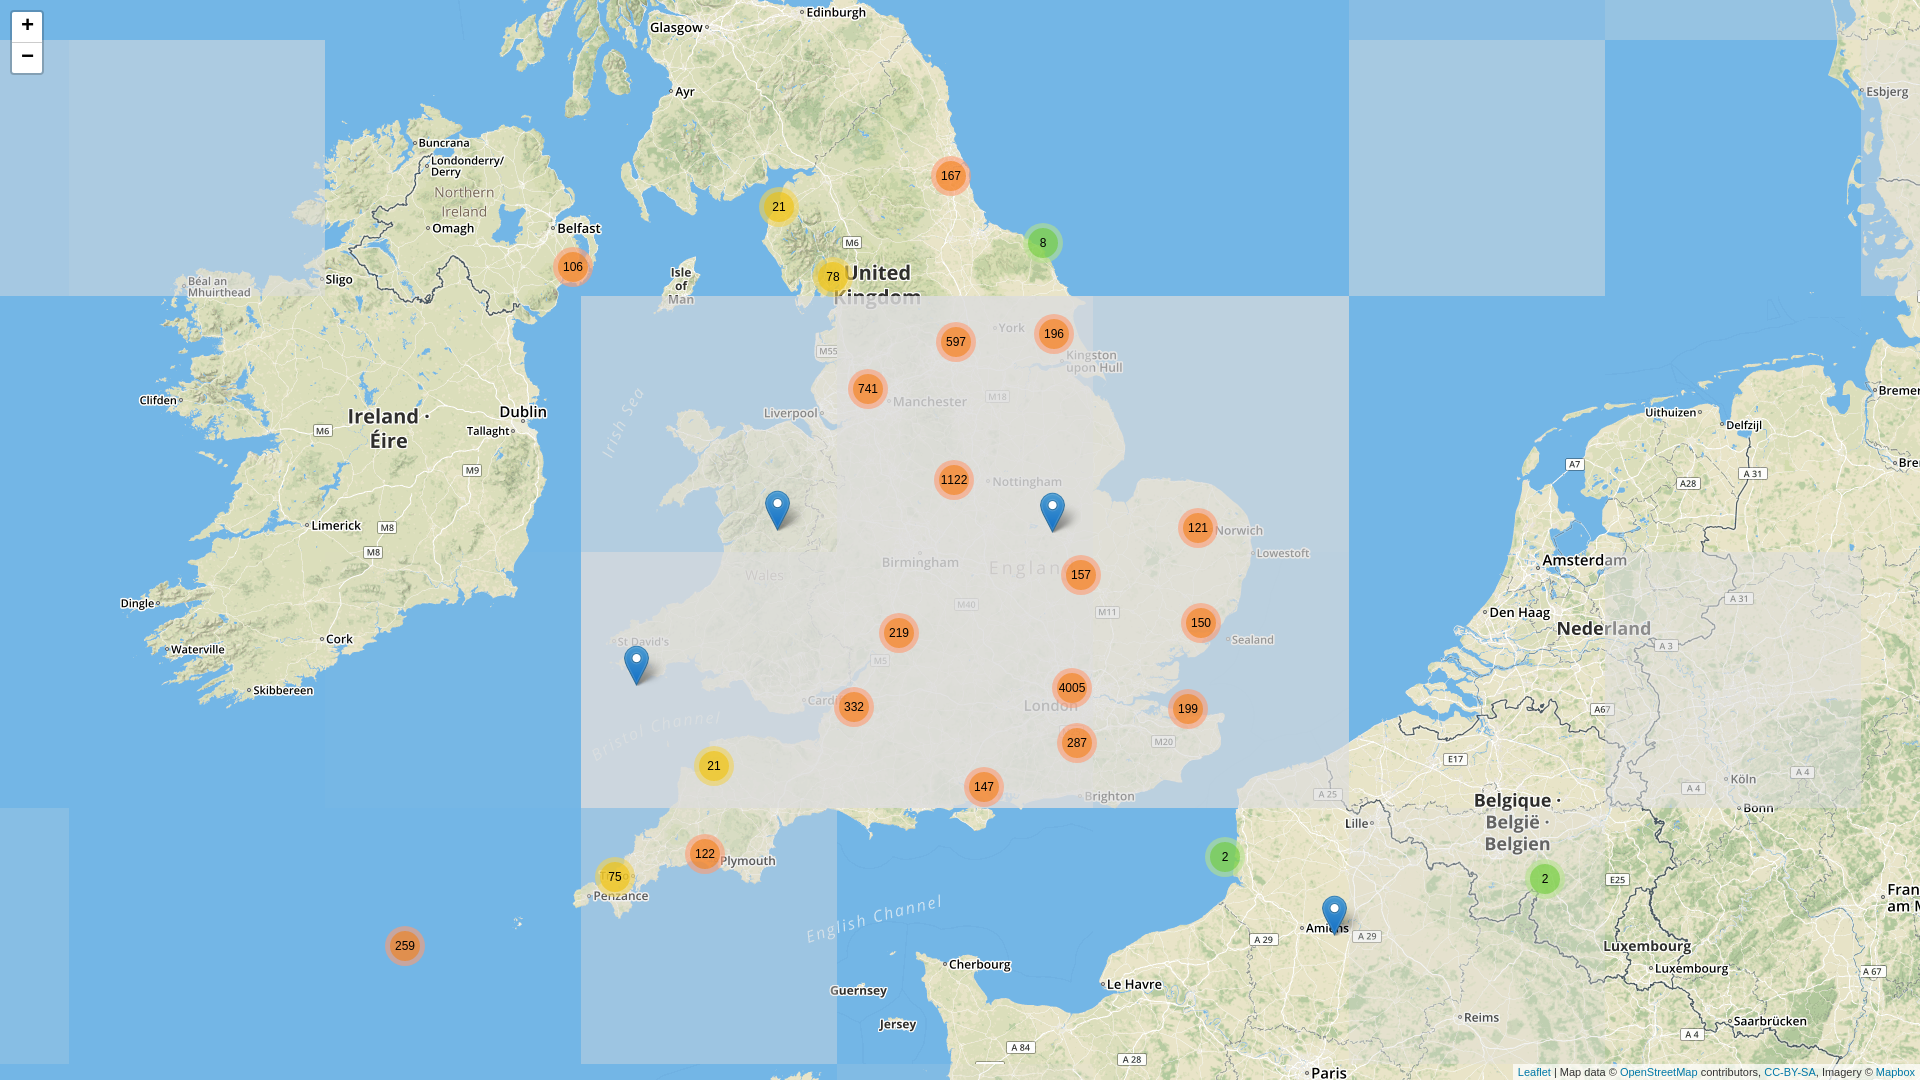 +
−
Glasgow
Edinburgh
Ayr
Esbjerg
Buncrana
Londonderry/
Derry
Northern
Ireland
Omagh
Belfast
167
21
8
M6
106
78
United
Kingdom
Isle
of
Man
Sligo
Béal an
Mhuirthead
York
196
597
M55
Kingston
upon Hull
741
Manchester
M18
Liverpool
Irish Sea
Clifden
Ireland ·
Éire
Dublin
Tallaght
M6
M9
Uithuizen
Delfzijl
Bremer
A7
A 31
A28
Bre
1122
Nottingham
Limerick
M8
M8
121
Norwich
Lowestoft
Birmingham
Englan
157
Wales
M40
M11
Amsterdam
Den Haag
Nederland
A 31
A 3
Dingle
Cork
Waterville
Skibbereen
St David's
219
150
Sealand
M5
4005
London
199
Cardi
332
287
M20
A67
E17
Bristol Channel
21
147
Brighton
A 25
Köln
A 4
A 4
Bonn
Belgique ·
België ·
Belgien
Lille
122
Plymouth
75
Penzance
2
2
E25
Fran
am M
English Channel
259
Amiens
A 29
A 29
Luxembourg
Luxembourg
A 67
Cherbourg
Le Havre
Guernsey
Jersey
Reims
Saarbrücken
A 4
A 84
A 28
Paris
Leaflet | Map data © OpenStreetMap contributors, CC-BY-SA, Imagery © Mapbox